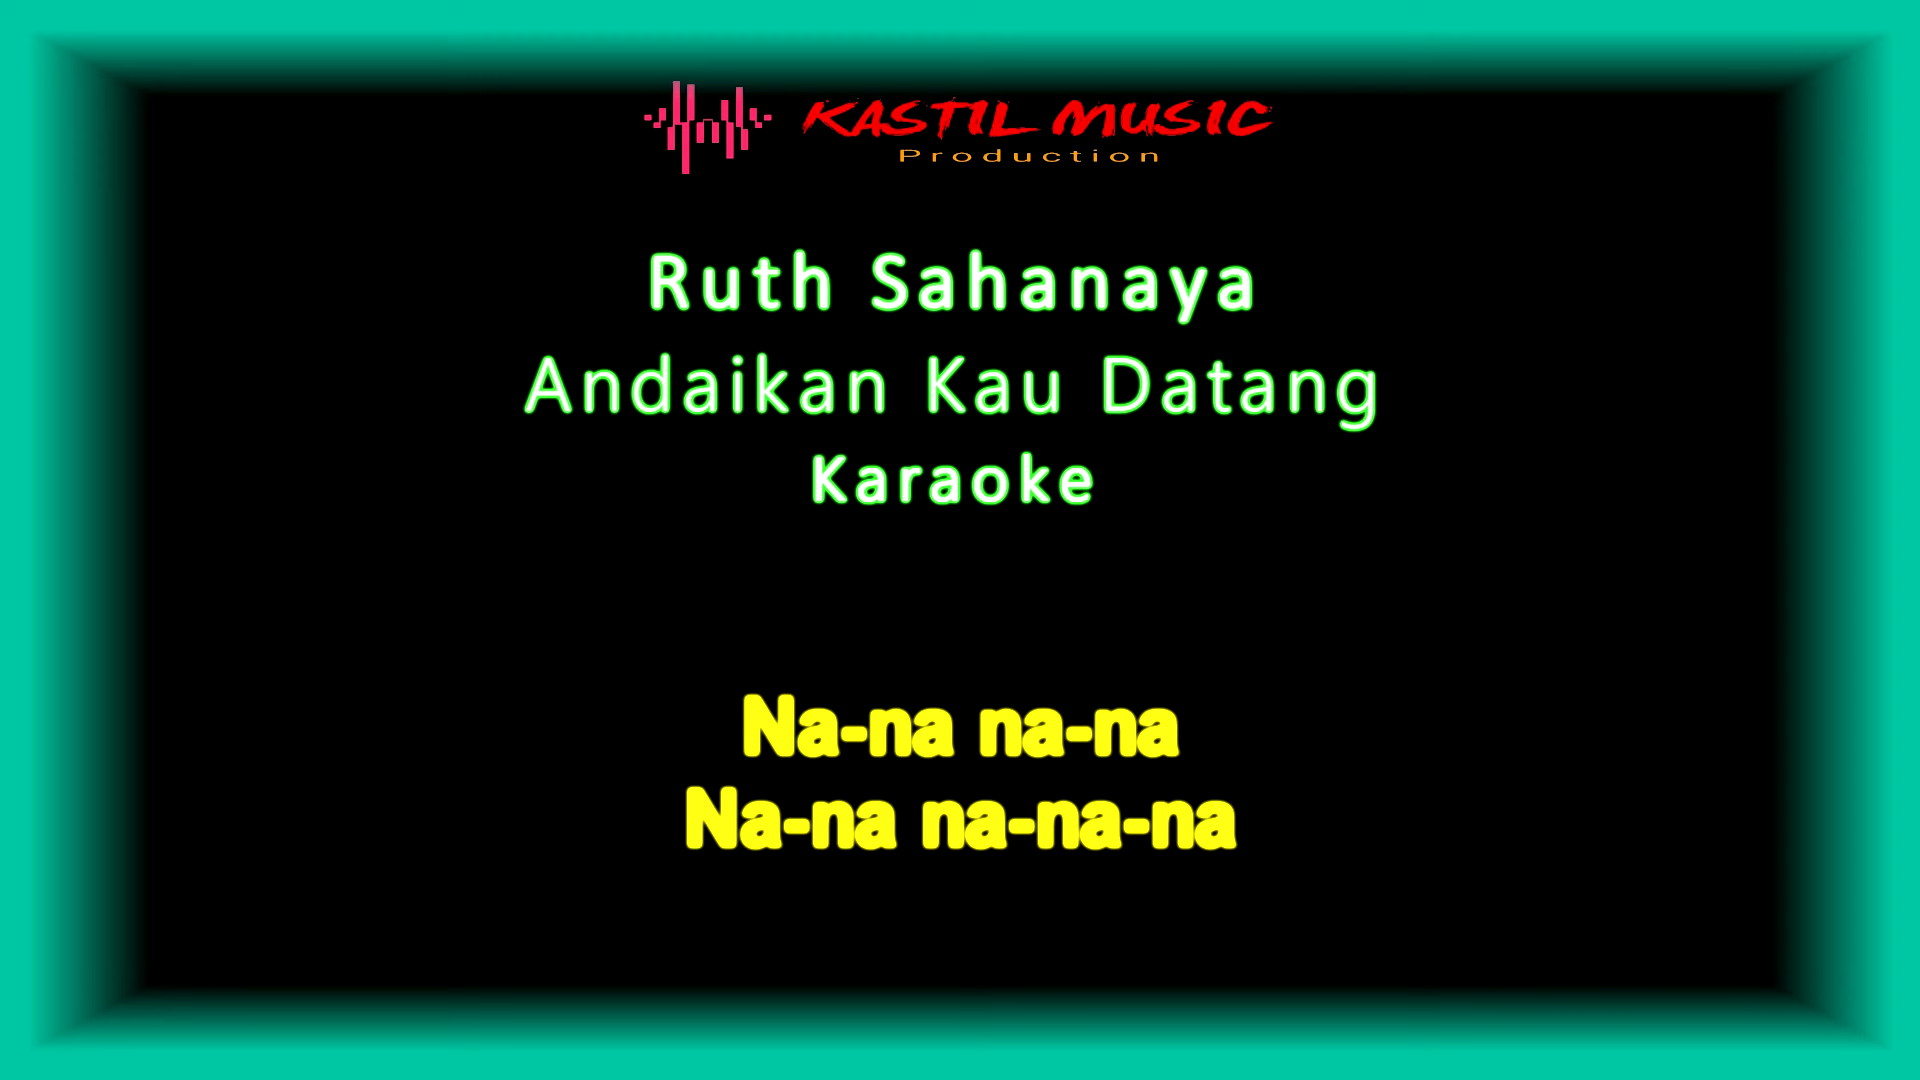 KASTIL MUSIC
Production
Ruth Sahanaya
Andaikan Kau Datang
Karaoke
Na-na na-na
Na-na na-na-na